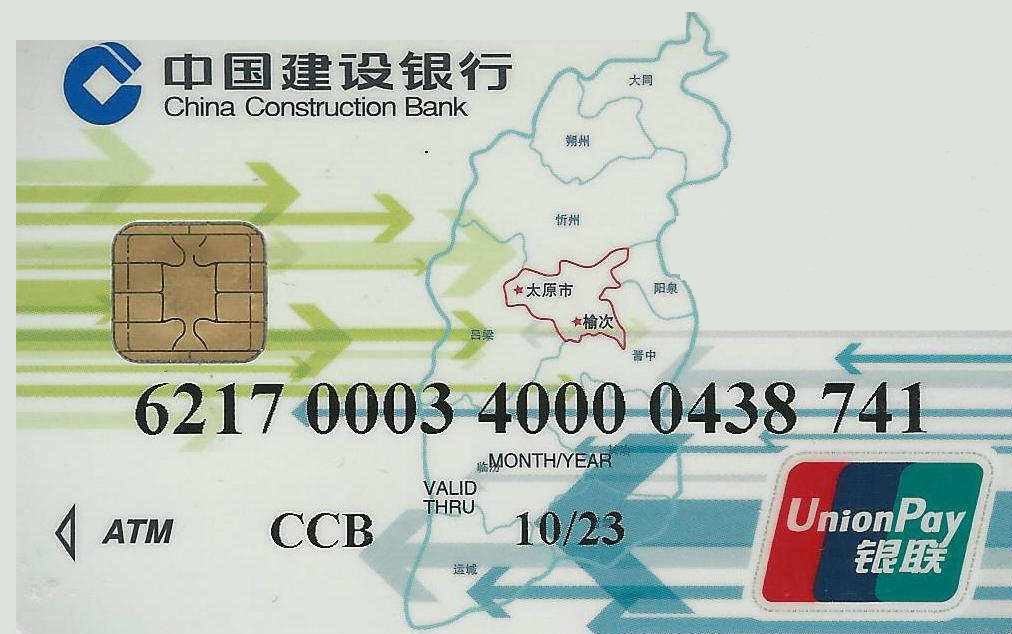 中国建设银行
China Construction Bank
大同
朔州
忻州
太原市
阳泉
榆次
吕梁
晋中
6217 0003 4000 0438 741
临汾
MONTH/YEAR
VALID
THRU
ATM
CCB
10/23
UnionPay
银联
运城